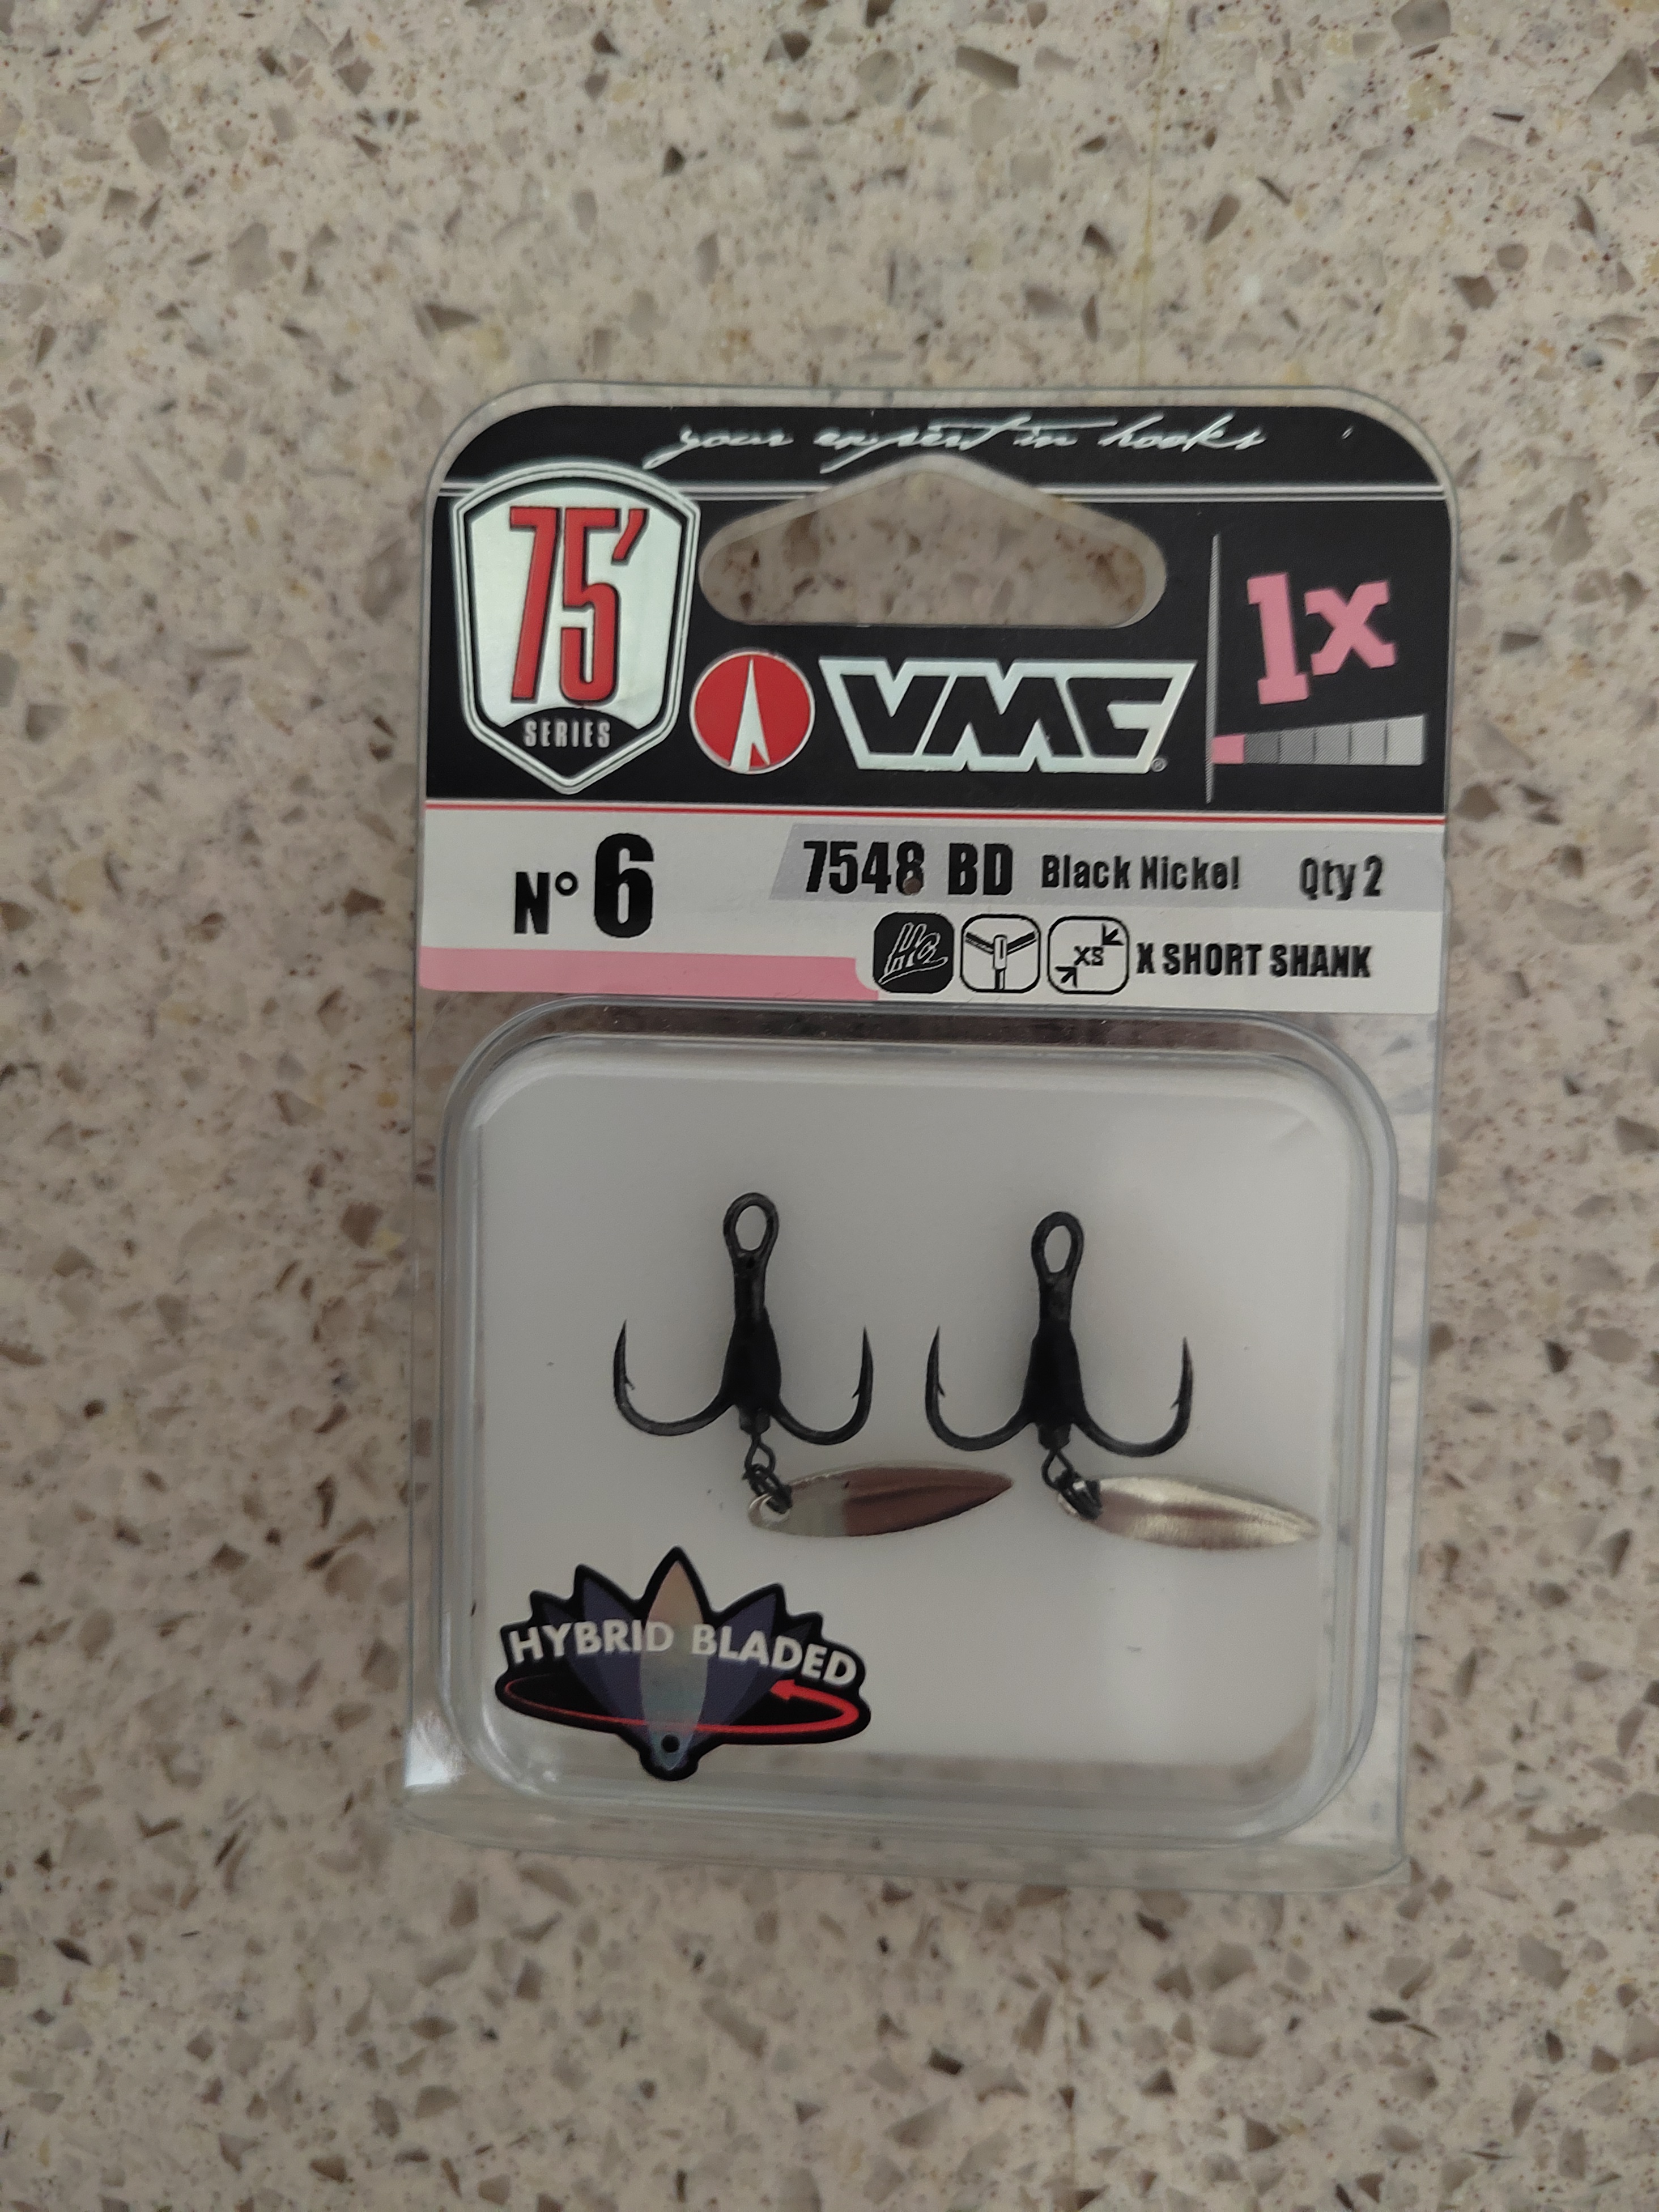 your expert in hooks
75'
SERIES
VMC®
1x
N° 6
7548 BD Black Nickel Qty 2
Hc
XS X SHORT SHANK
HYBRID BLADED